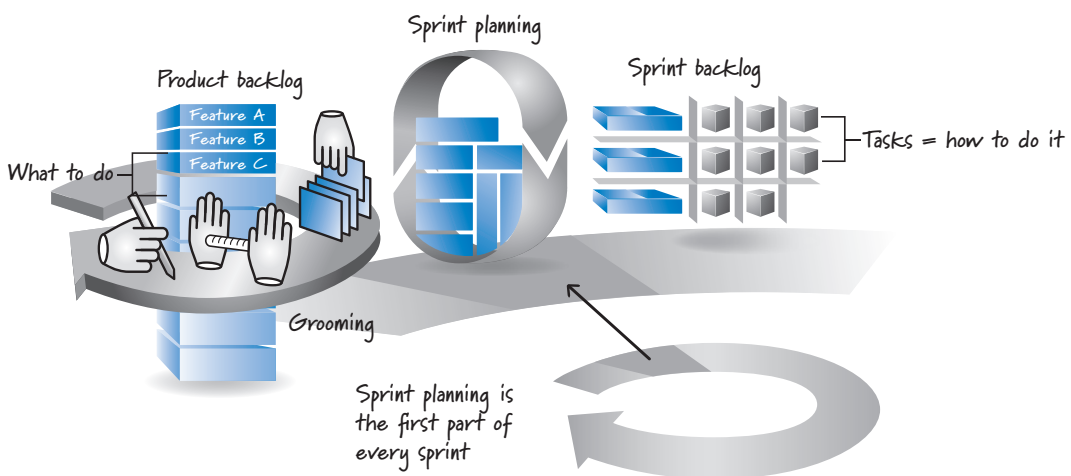 Sprint planning
Product backlog
Sprint backlog
Feature A
Feature B
Feature C
What to do
Tasks = how to do it
Grooming
Sprint planning is
the first part of
every sprint